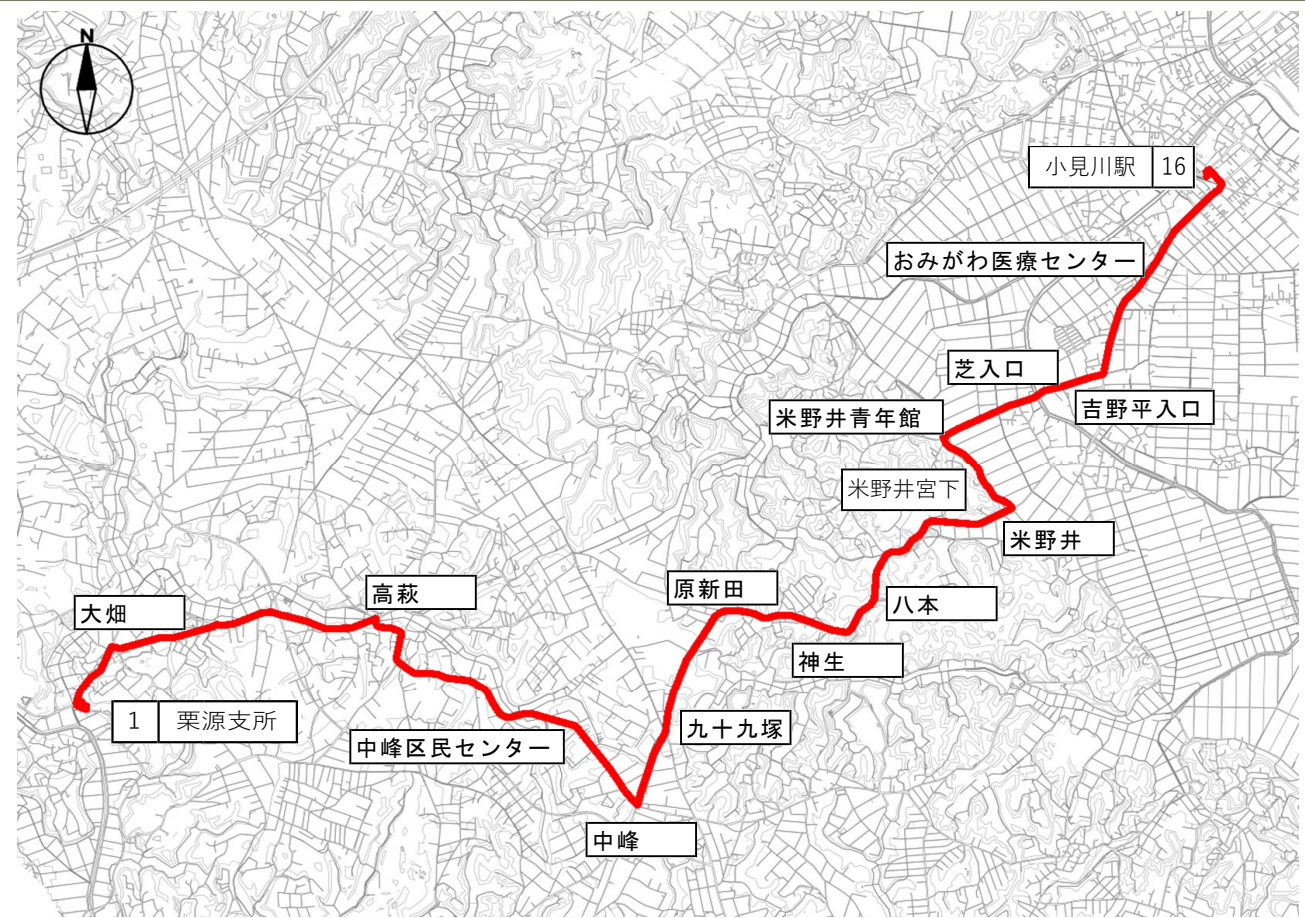 N
小見川駅 16
おみがわ医療センター
芝入口
吉野平入口
米野井青年館
米野井宮下
米野井
原新田
八本
高萩
大畑
神生
1 栗源支所
九十九塚
中峰区民センター
中峰